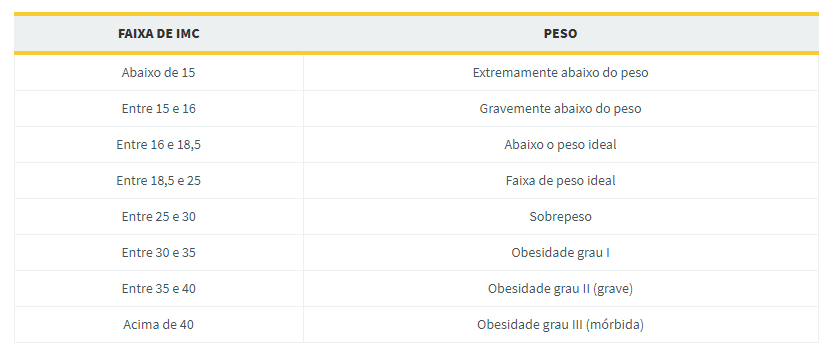 FAIXA DE IMC PESO
Abaixo de 15 Extremamente abaixo do peso
Entre 15 e 16 Gravemente abaixo do peso
Entre 16 e 18,5 Abaixo o peso ideal
Entre 18,5 e 25 Faixa de peso ideal
Entre 25 e 30 Sobrepeso
Entre 30 e 35 Obesidade grau I
Entre 35 e 40 Obesidade grau II (grave)
Acima de 40 Obesidade grau III (mórbida)